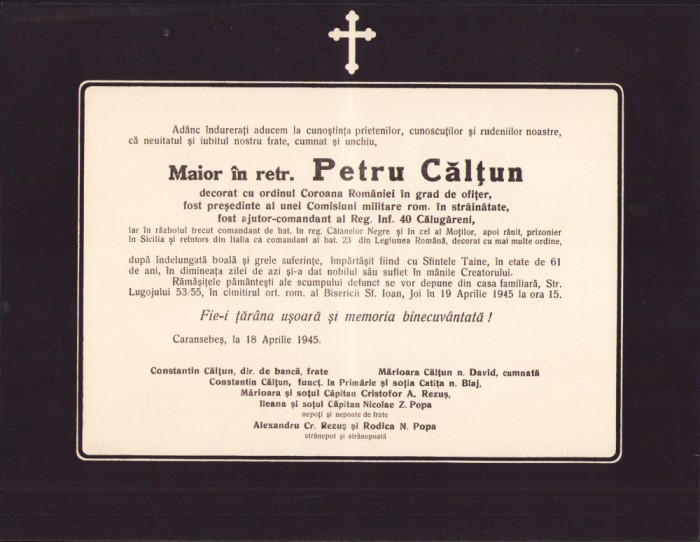 Adânc îndurerați aducem la cunoștința prietenilor, cunoscuților și rudeniilor noastre,
că neuitatul și iubitul nostru frate, cumnat și unchiu,
Maior în retr. Petru Călțun
decorat cu ordinul Coroana României în grad de ofițer,
fost președinte al unei Comisiuni militare rom. în străinătate,
fost ajutor-comandant al Reg. Inf. 40 Călugăreni,
iar în războiul trecut comandant de bat. în reg. Cătanelor Negre și în cel al Moților, apoi rănit, prizonier
în Sicilia și reîntors din Italia ca comandant al bat. 23 din Legiunea Română, decorat cu mai multe ordine,
după îndelungată boală și grele suferințe, împărtășit fiind cu Sfintele Taine, în etate de 61
de ani, în dimineața zilei de azi și-a dat nobilul său suflet în mânile Creatorului.
Rămășițele pământești ale scumpului defunct se vor depune din casa familiară, Str.
Lugojului 53/55, în cimitirul ort. rom. al Bisericii Sf. Ioan, Joi în 19 Aprilie 1945 la ora 15.
Fie-i țărâna ușoară și memoria binecuvântată !
Caransebeș, la 18 Aprilie 1945.
Constantin Călțun, dir. de bancă, frate Mărioara Călțun n. David, cumnată
Constantin Călțun, funcț. la Primărie și soția Catița n. Blaj,
Mărioara și soțul Căpitan Cristofor A. Rezuș,
Ileana și soțul Căpitan Nicolae Z. Popa
nepoți și nepoate de frate
Alexandru Cr. Rezuș și Rodica N. Popa
strănepot și strănepoată